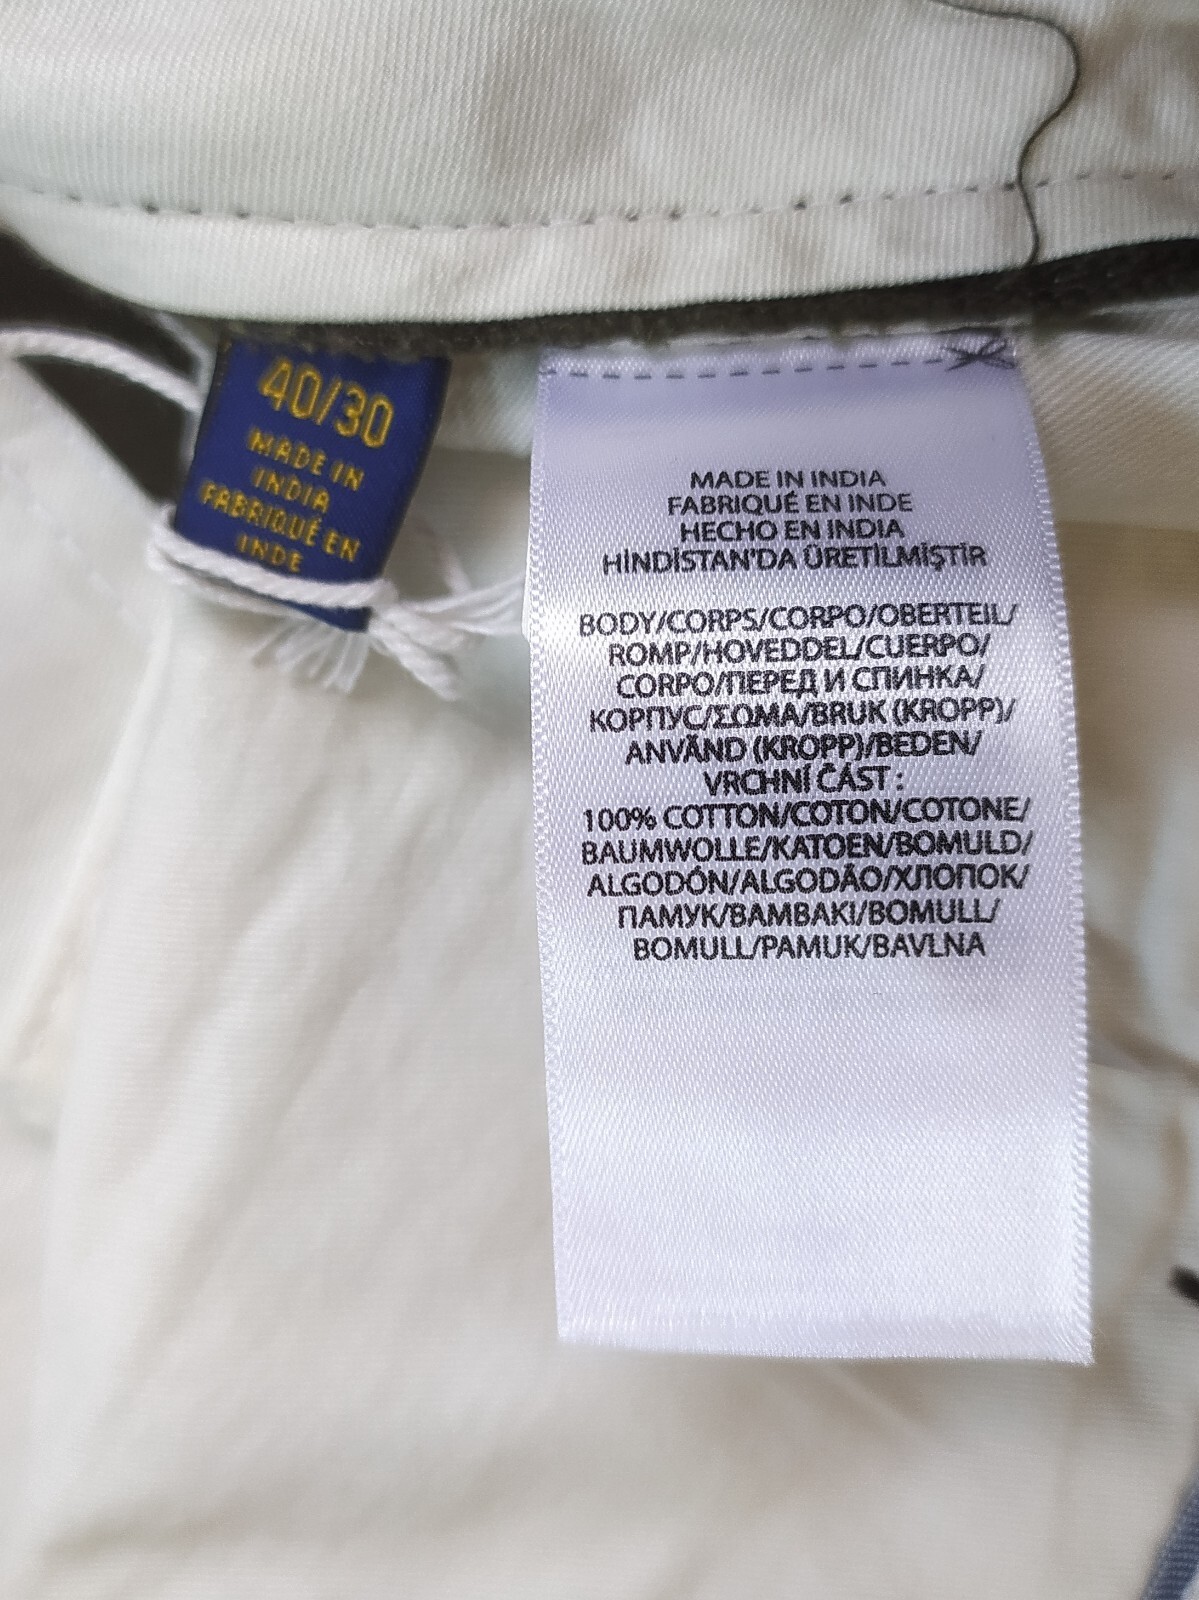 40/30
MADE IN
INDIA
FABRIQUÉ EN
INDE
MADE IN INDIA
FABRIQUÉ EN INDE
HECHO EN INDIA
HİNDİSTAN'DA ÜRETİLMİŞTİR
BODY/CORPS/CORPO/OBERTEIL/
ROMP/HOVEDDEL/CUERPO/
CORPO/ПЕРЕД И СПИНКА/
КОРПУС/ΣΩΜΑ/BRUK (KROPP)/
ANVÄND (KROPP)/BEDEN/
VRCHNÍ ČÁST :
100% COTTON/COTON/COTONE/
BAUMWOLLE/KATOEN/BOMULD/
ALGODÓN/ALGODÃO/ХЛОПОК/
ПАМУК/ΒΑΜΒΑΚΙ/BOMULL/
BOMULL/PAMUK/BAVLNA